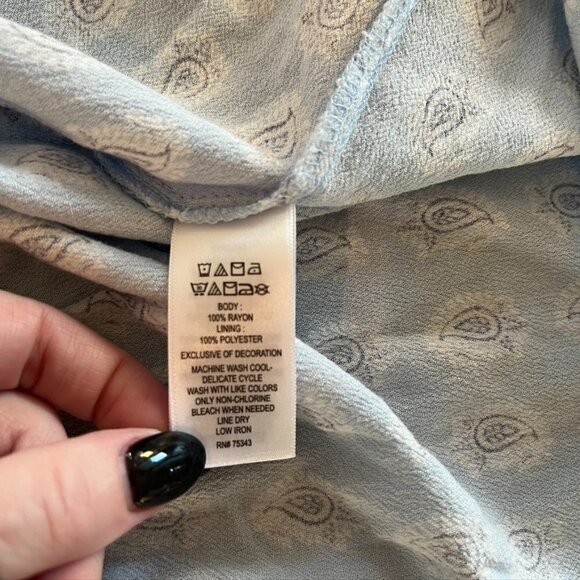 BODY :
100% RAYON
LINING :
100% POLYESTER
EXCLUSIVE OF DECORATION
MACHINE WASH COOL-
DELICATE CYCLE
WASH WITH LIKE COLORS
ONLY NON-CHLORINE
BLEACH WHEN NEEDED
LINE DRY
LOW IRON
RN# 75343